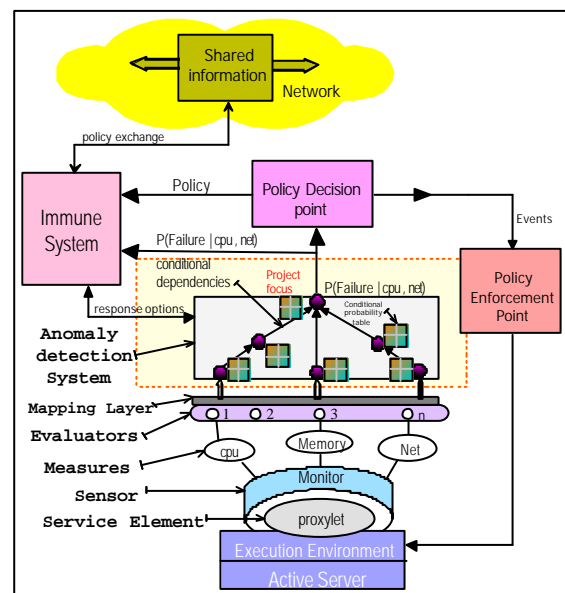 Shared
information
Network
policy exchange
Policy
Policy Decision
point
Immune
System
Events
P(Failure | cpu , net)
conditional
dependencies
Project
focus
P(Failure | cpu, net)
Policy
Enforcement
Point
Conditional
probability
table
response options
Anomaly
detection
System
Mapping Layer
Evaluators
1 2 3 n
Measures
cpu
Memory
Net
Sensor
Monitor
Service Element
proxylet
Execution Environment
Active Server